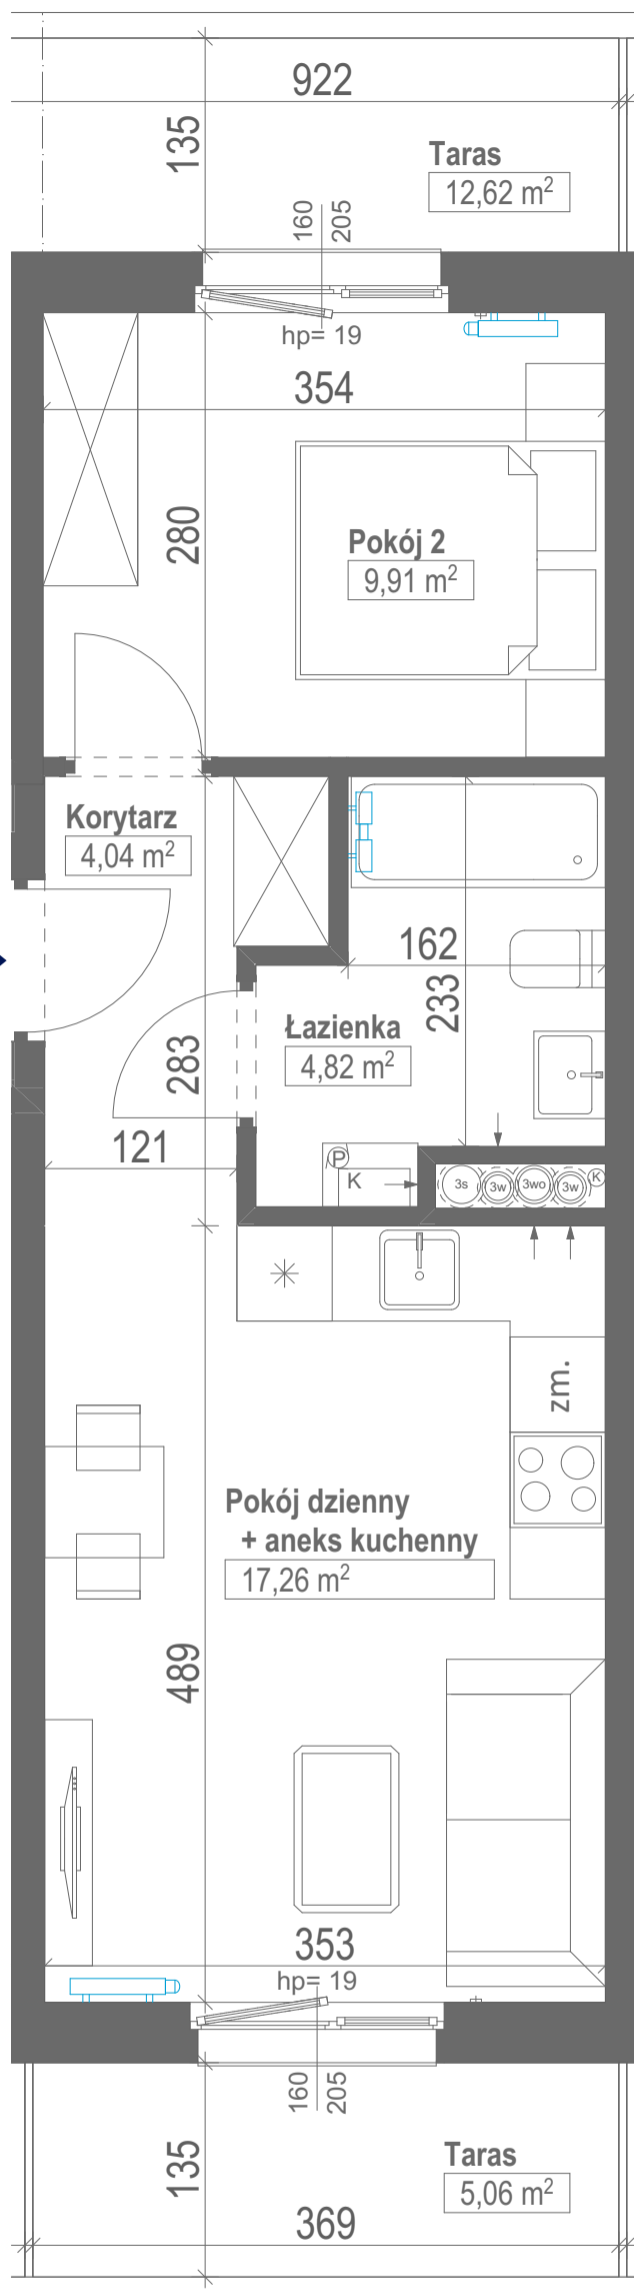 922
135
Taras
12,62 m²
160
205
hp= 19
354
280
Pokój 2
9,91 m²
Korytarz
4,04 m²
162
233
Łazienka
4,82 m²
283
121
P
K
3s
3w
3wo
3w
K
zm.
Pokój dzienny
+ aneks kuchenny
17,26 m²
489
353
hp= 19
160
205
135
Taras
5,06 m²
369